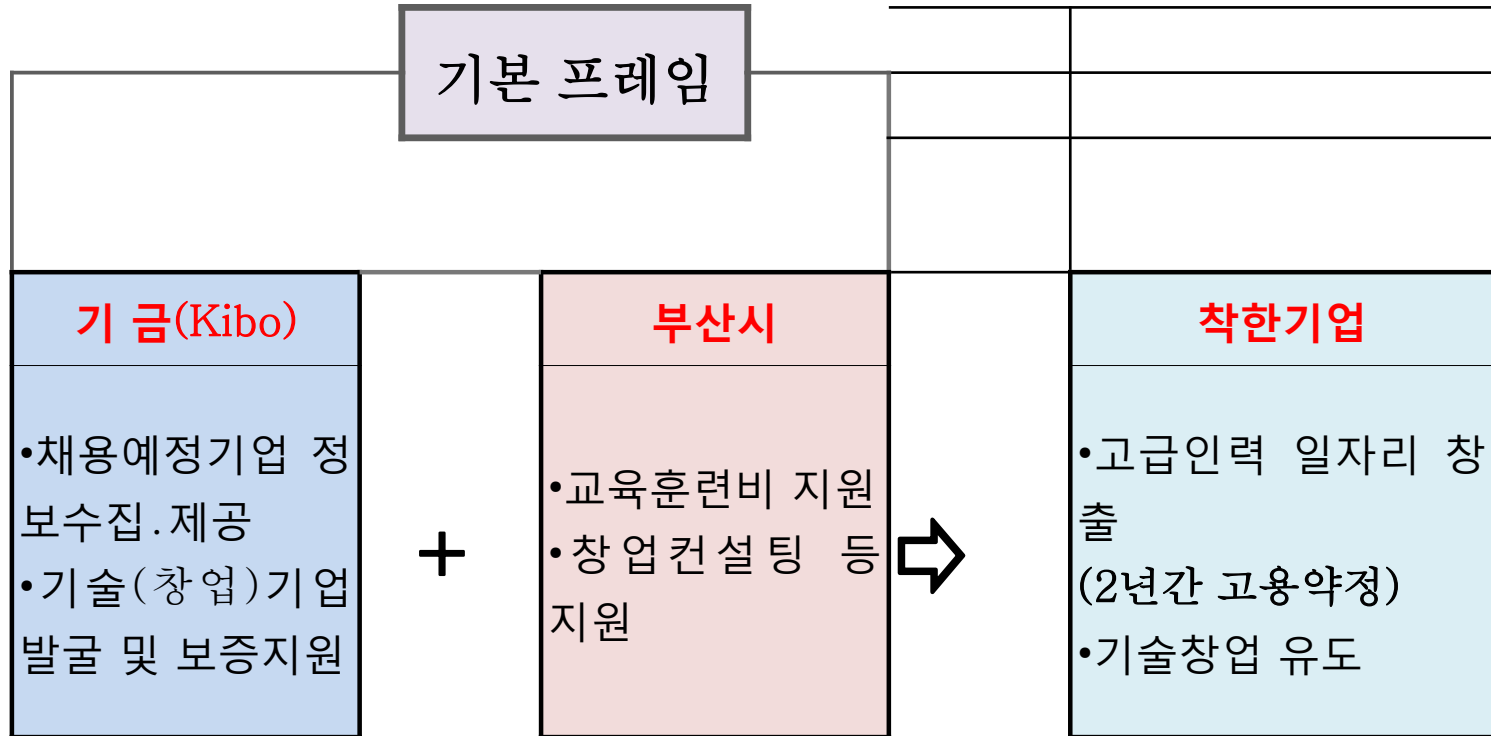 기본 프레임
기 금(Kibo)
•채용예정기업 정
보수집.제공
•기술(창업)기업
발굴 및 보증지원
+
부산시
•교육훈련비 지원
•창업컨설팅 등
지원
착한기업
•고급인력 일자리 창
출
(2년간 고용약정)
•기술창업 유도